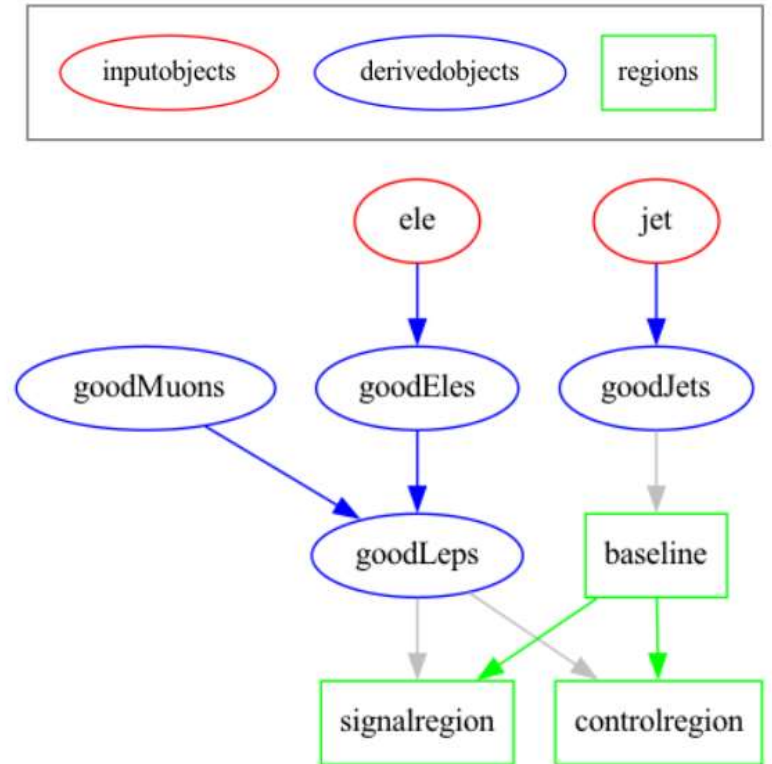 inputobjects derivedobjects regions
ele jet
goodMuons goodEles goodJets
goodLeps baseline
signalregion controlregion